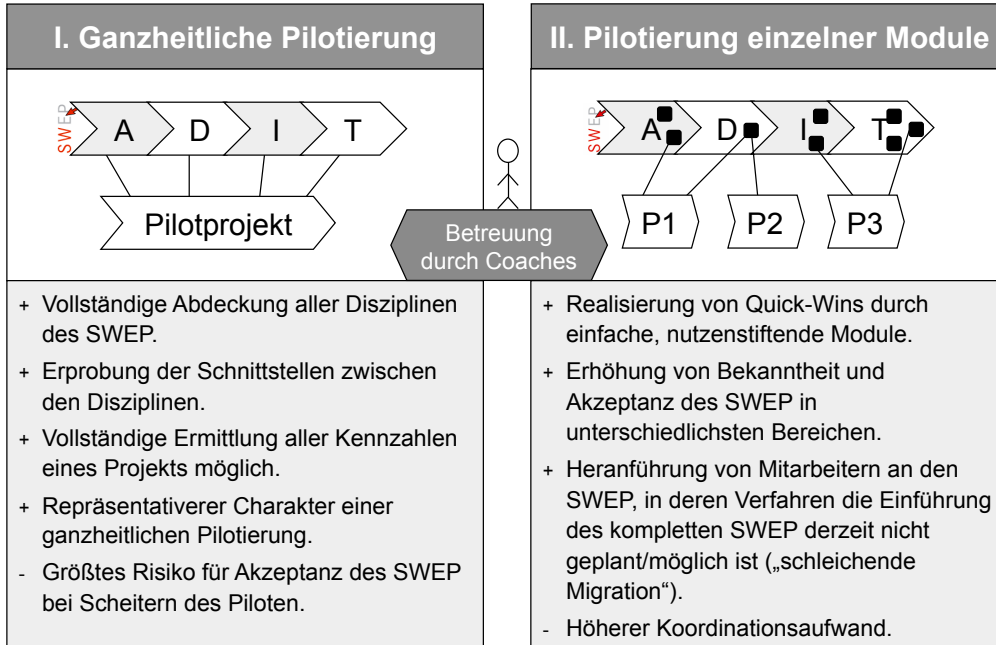 I. Ganzheitliche Pilotierung
SWEP
A D I T
Pilotprojekt
+ Vollständige Abdeckung aller Disziplinen
des SWEP.
+ Erprobung der Schnittstellen zwischen
den Disziplinen.
+ Vollständige Ermittlung aller Kennzahlen
eines Projekts möglich.
+ Repräsentativerer Charakter einer
ganzheitlichen Pilotierung.
- Größtes Risiko für Akzeptanz des SWEP
bei Scheitern des Piloten.
Betreuung
durch Coaches
II. Pilotierung einzelner Module
SWEP
A D I T
P1 P2 P3
+ Realisierung von Quick-Wins durch
einfache, nutzenstiftende Module.
+ Erhöhung von Bekanntheit und
Akzeptanz des SWEP in
unterschiedlichsten Bereichen.
+ Heranführung von Mitarbeitern an den
SWEP, in deren Verfahren die Einführung
des kompletten SWEP derzeit nicht
geplant/möglich ist („schleichende
Migration“).
- Höherer Koordinationsaufwand.